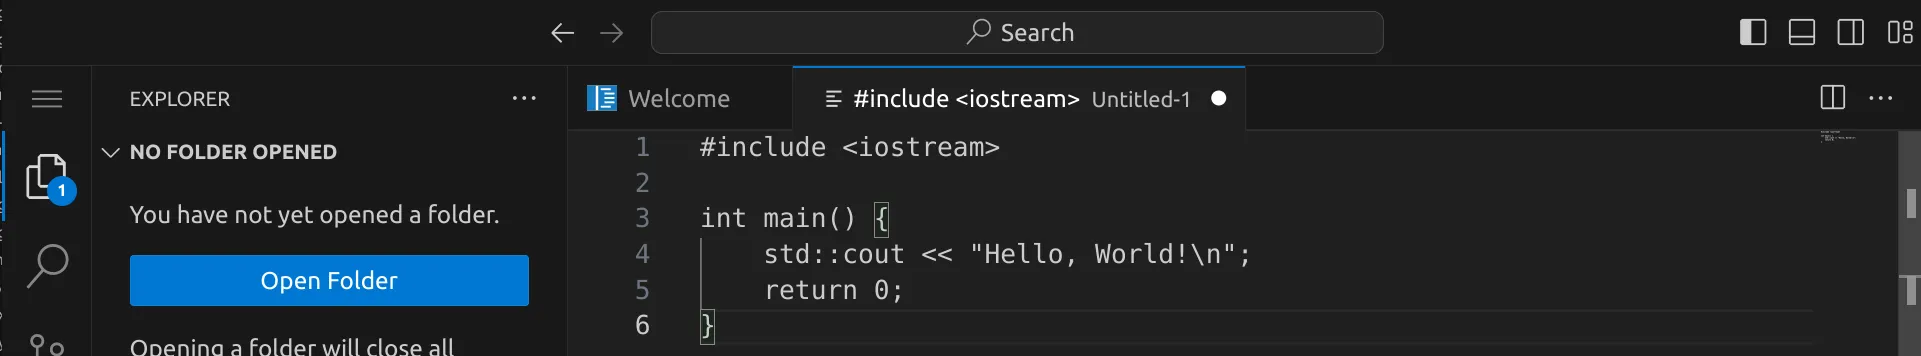 Search
EXPLORER
NO FOLDER OPENED
1
You have not yet opened a folder.
Open Folder
Opening a folder will close all
Welcome
#include <iostream> Untitled-1
1 #include <iostream>
2
3 int main() {
4     std::cout << "Hello, World!\n";
5     return 0;
6 }